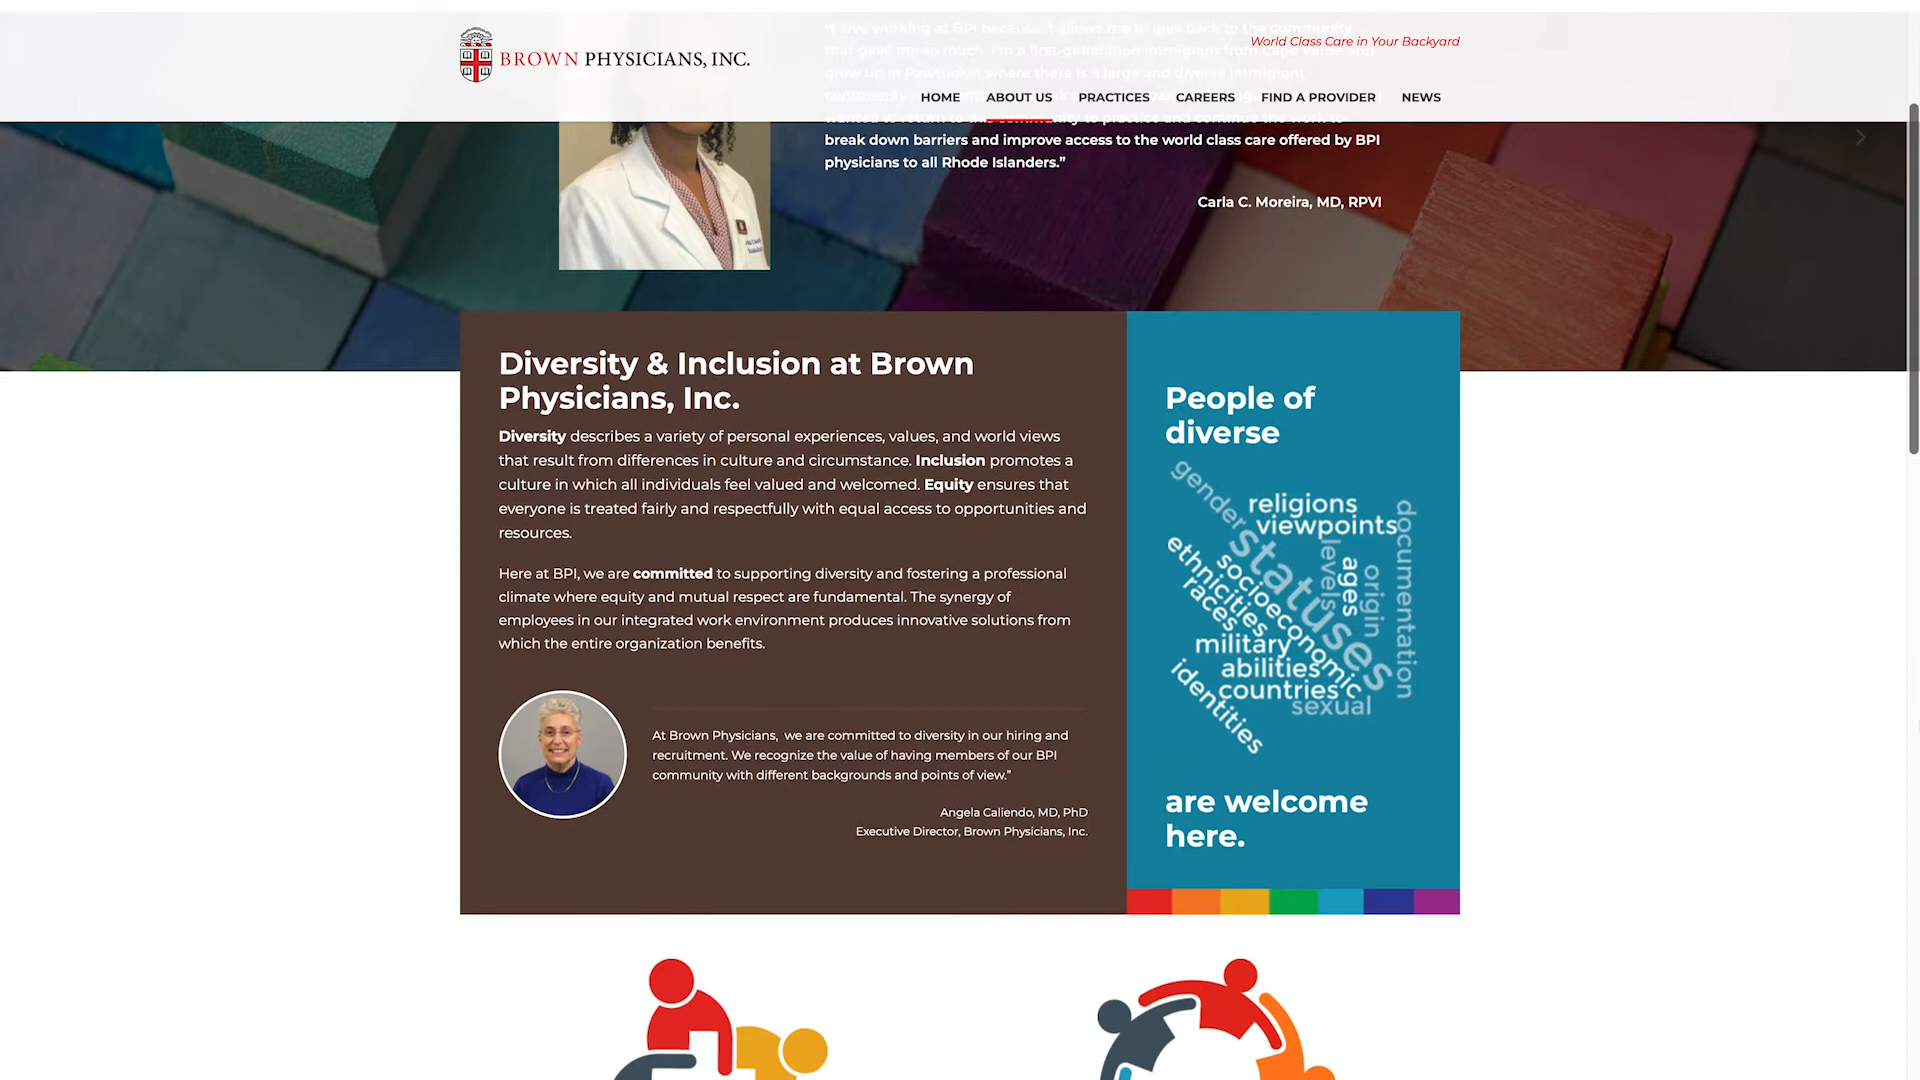 BROWN PHYSICIANS, INC.
World Class Care in Your Backyard
HOME ABOUT US PRACTICES CAREERS FIND A PROVIDER NEWS
“I love working at BPI because it allows me to give back to the community
that gave me so much. I'm a first-generation immigrant from Cape Verde and
grew up in Pawtucket where there is a large and diverse immigrant
community
wanted to return to this community to practice and continue the work to
break down barriers and improve access to the world class care offered by BPI
physicians to all Rhode Islanders.”
Carla C. Moreira, MD, RPVI
Diversity & Inclusion at Brown
Physicians, Inc.
Diversity describes a variety of personal experiences, values, and world views
that result from differences in culture and circumstance. Inclusion promotes a
culture in which all individuals feel valued and welcomed. Equity ensures that
everyone is treated fairly and respectfully with equal access to opportunities and
resources.
Here at BPI, we are committed to supporting diversity and fostering a professional
climate where equity and mutual respect are fundamental. The synergy of
employees in our integrated work environment produces innovative solutions from
which the entire organization benefits.
At Brown Physicians, we are committed to diversity in our hiring and
recruitment. We recognize the value of having members of our BPI
community with different backgrounds and points of view.”
Angela Caliendo, MD, PhD
Executive Director, Brown Physicians, Inc.
People of
diverse
gender
religions
viewpoints
documentation
statuses
levels
ages
origin
ethnicities
socioeconomic
races
military
abilities
countries
identities
sexual
are welcome
here.